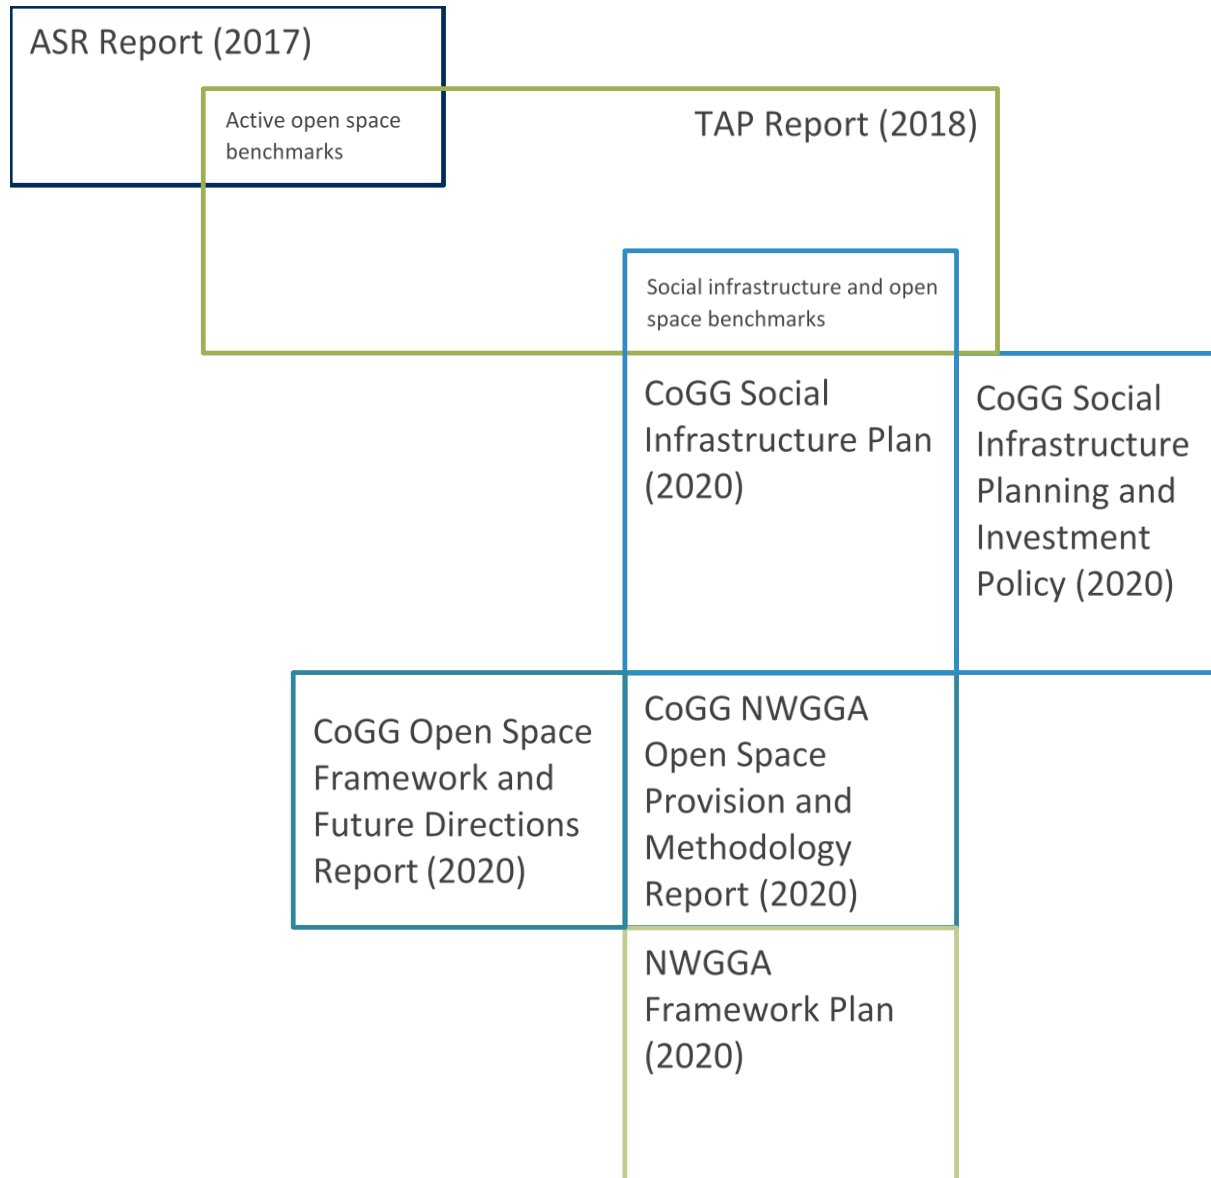 ASR Report (2017)
Active open space
benchmarks
TAP Report (2018)
Social infrastructure and open
space benchmarks
CoGG Social
Infrastructure Plan
(2020)
CoGG Social
Infrastructure
Planning and
Investment
Policy (2020)
CoGG Open Space
Framework and
Future Directions
Report (2020)
CoGG NWGGA
Open Space
Provision and
Methodology
Report (2020)
NWGGA
Framework Plan
(2020)